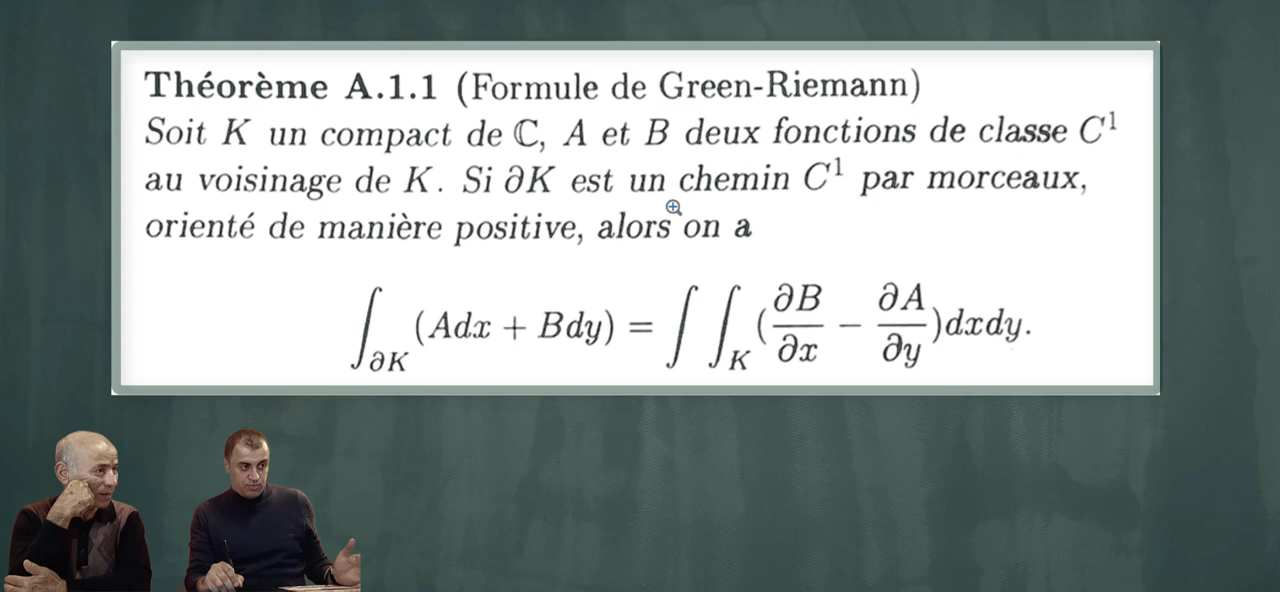 Théorème A.1.1 (Formule de Green-Riemann)
Soit K un compact de ℂ, A et B deux fonctions de classe C¹
au voisinage de K. Si ∂K est un chemin C¹ par morceaux,
orienté de manière positive, alors on a
∫_∂K (Adx + Bdy) = ∫∫_K (∂B/∂x − ∂A/∂y)dxdy.